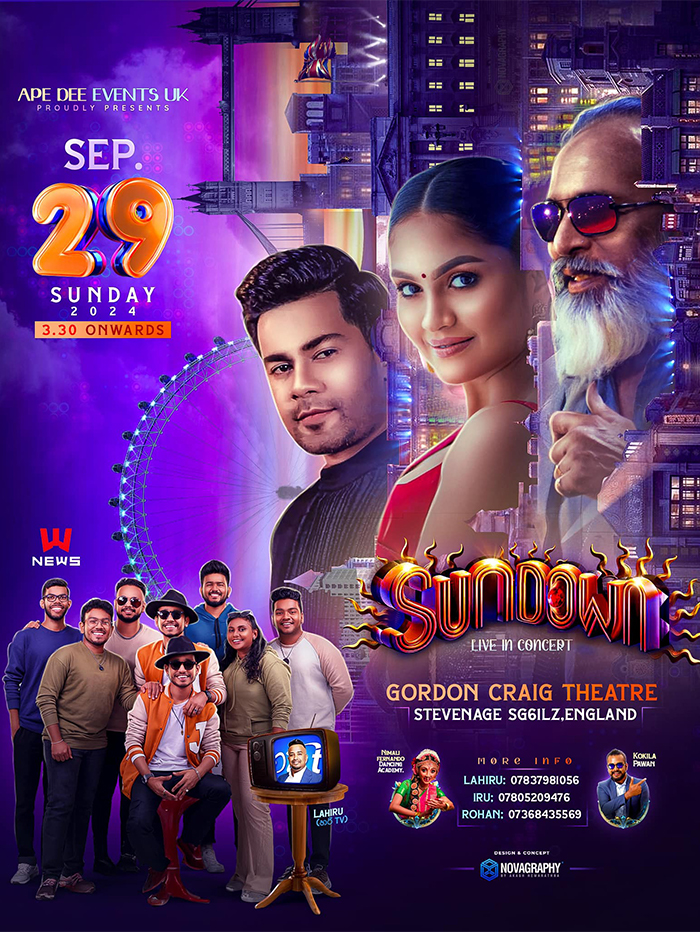 APE DEE EVENTS UK
PROUDLY PRESENTS
SEP.
29
SUNDAY
2024
3.30 ONWARDS
NOVAGRAPHY
W
NEWS
SUNDOWN
LIVE IN CONCERT
GORDON CRAIG THEATRE
STEVENAGE SG61LZ,ENGLAND
NIMALI
FERNANDO
DANCING
ACADEMY.
MORE INFO
LAHIRU: 07837981056
IRU: 07805209476
ROHAN: 07368435569
KOKILA
PAWAN
LAHIRU
TV)
DESIGN & CONCEPT
NOVAGRAPHY